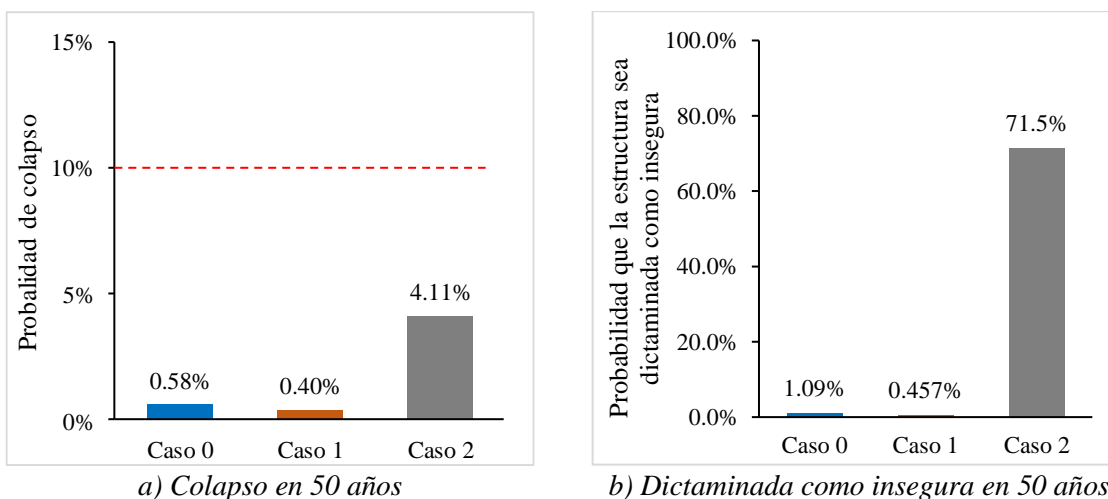 Probalidad de colapso
15%
10%
5%
0%
0.58%
0.40%
4.11%
Caso 0
Caso 1
Caso 2
a) Colapso en 50 años
Probabilidad que la estructura sea
dictaminada como insegura
100.0%
80.0%
60.0%
40.0%
20.0%
0.0%
1.09%
0.457%
71.5%
Caso 0
Caso 1
Caso 2
b) Dictaminada como insegura en 50 años